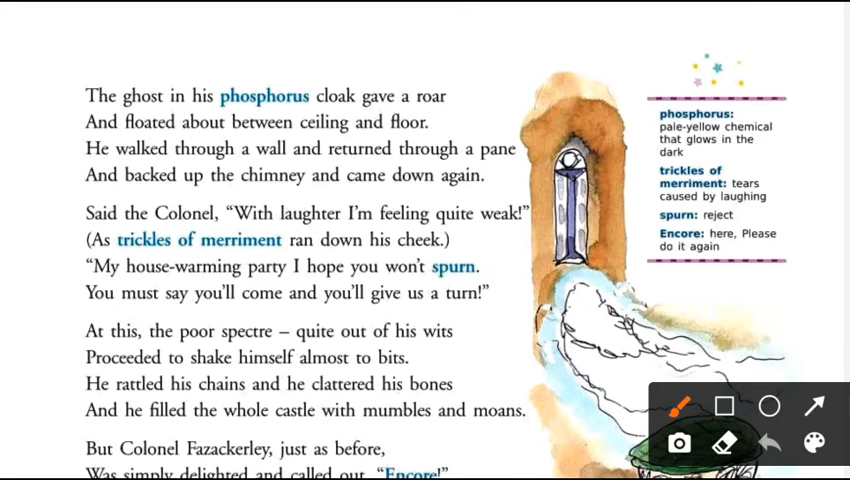 The ghost in his phosphorus cloak gave a roar
And floated about between ceiling and floor.
He walked through a wall and returned through a pane
And backed up the chimney and came down again.
Said the Colonel, “With laughter I’m feeling quite weak!”
(As trickles of merriment ran down his cheek.)
“My house-warming party I hope you won’t spurn.
You must say you’ll come and you’ll give us a turn!”
At this, the poor spectre – quite out of his wits
Proceeded to shake himself almost to bits.
He rattled his chains and he clattered his bones
And he filled the whole castle with mumbles and moans.
But Colonel Fazackerley, just as before,
Was simply delighted and called out, “Encore!”
phosphorus:
pale-yellow chemical
that glows in the
dark
trickles of
merriment: tears
caused by laughing
spurn: reject
Encore: here, Please
do it again